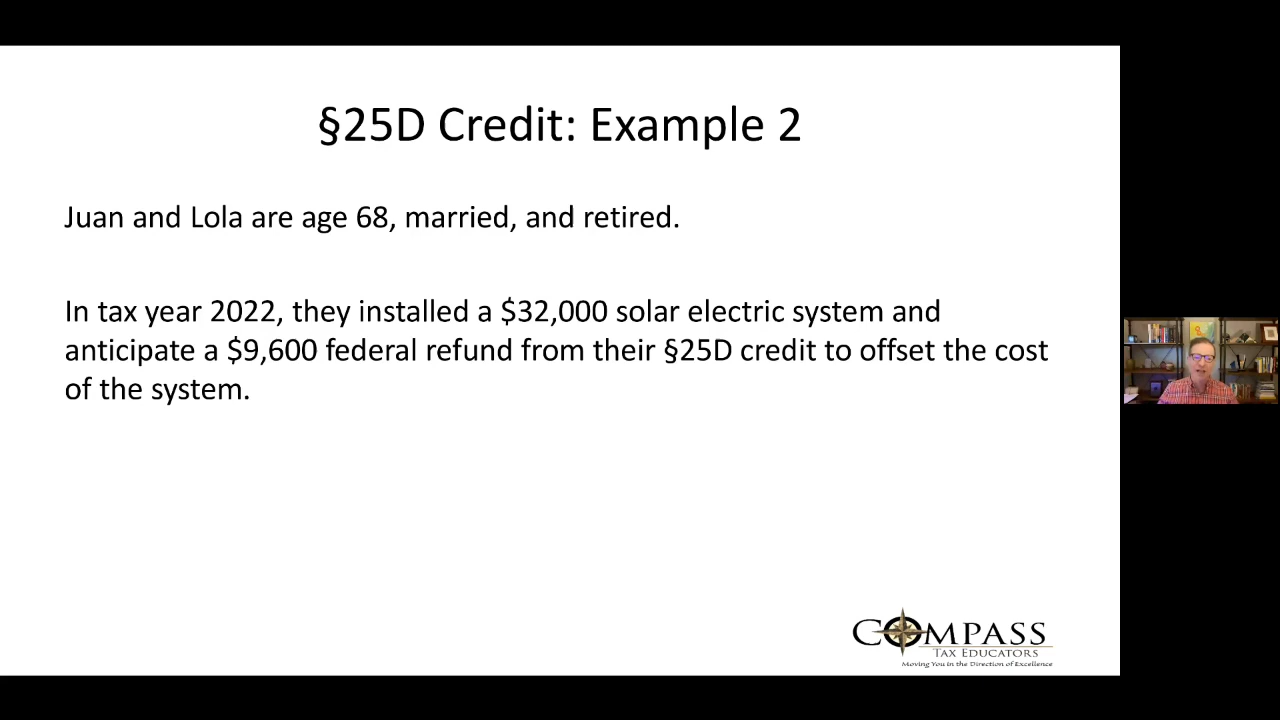 §25D Credit: Example 2
Juan and Lola are age 68, married, and retired.
In tax year 2022, they installed a $32,000 solar electric system and
anticipate a $9,600 federal refund from their §25D credit to offset the cost
of the system.
COMPASS
TAX EDUCATORS
Moving You in the Direction of Excellence